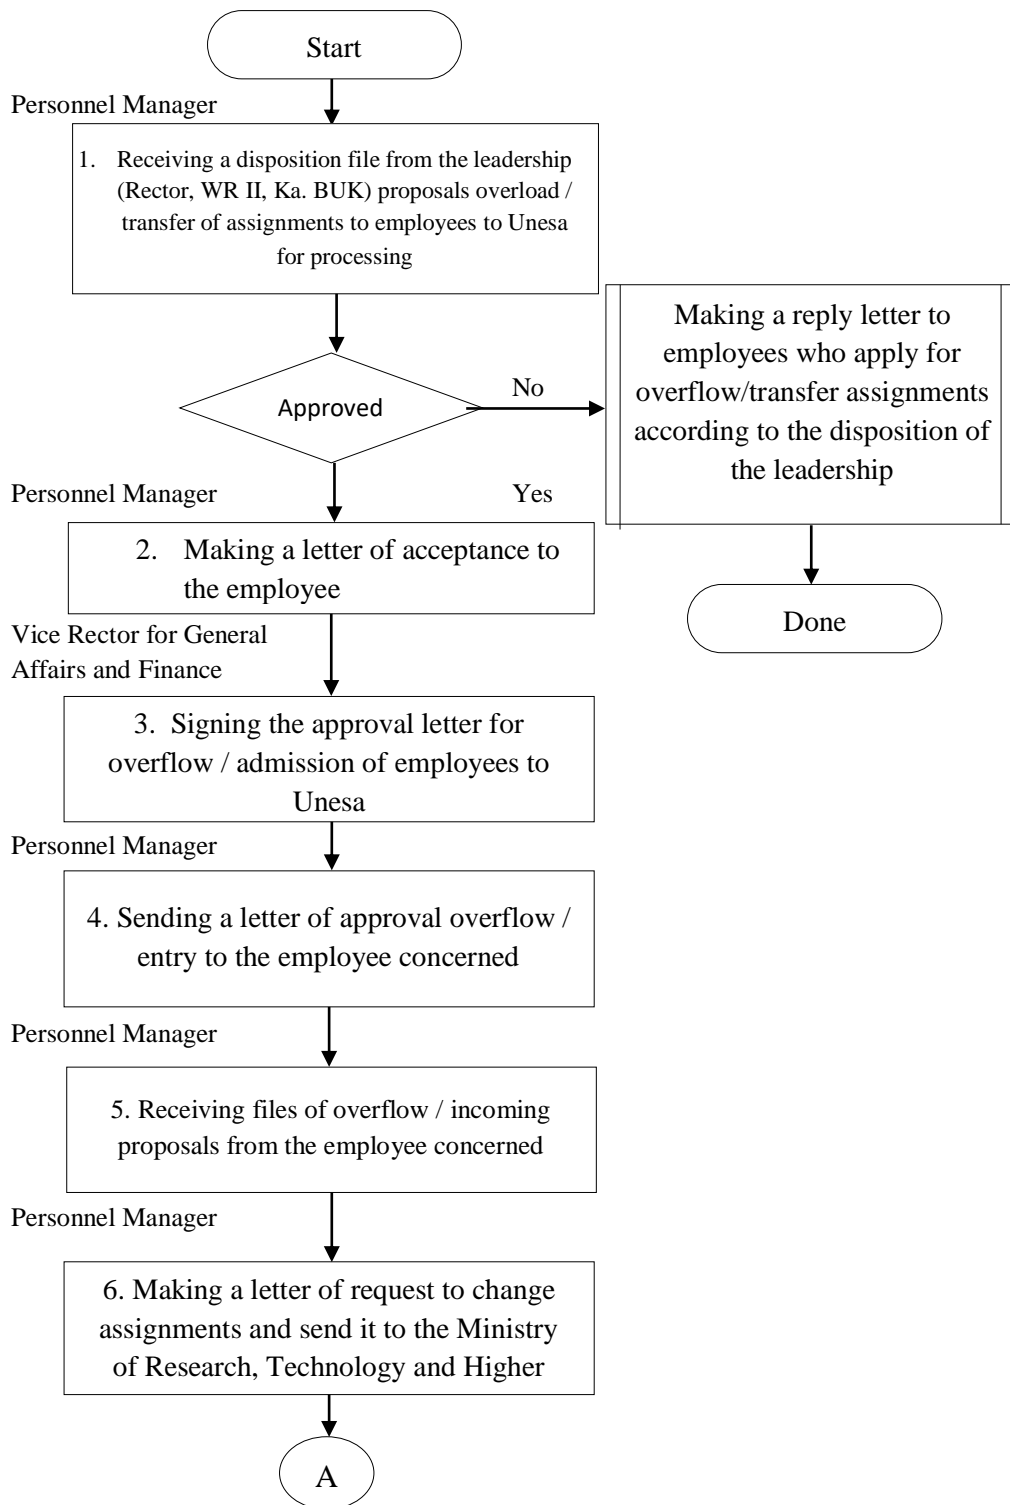 Start
Personnel Manager
1. Receiving a disposition file from the leadership
(Rector, WR II, Ka. BUK) proposals overload /
transfer of assignments to employees to Unesa
for processing
Approved
No
Making a reply letter to
employees who apply for
overflow/transfer assignments
according to the disposition of
the leadership
Done
Personnel Manager
Yes
2. Making a letter of acceptance to
the employee
Vice Rector for General
Affairs and Finance
3. Signing the approval letter for
overflow / admission of employees to
Unesa
Personnel Manager
4. Sending a letter of approval overflow /
entry to the employee concerned
Personnel Manager
5. Receiving files of overflow / incoming
proposals from the employee concerned
Personnel Manager
6. Making a letter of request to change
assignments and send it to the Ministry
of Research, Technology and Higher
A